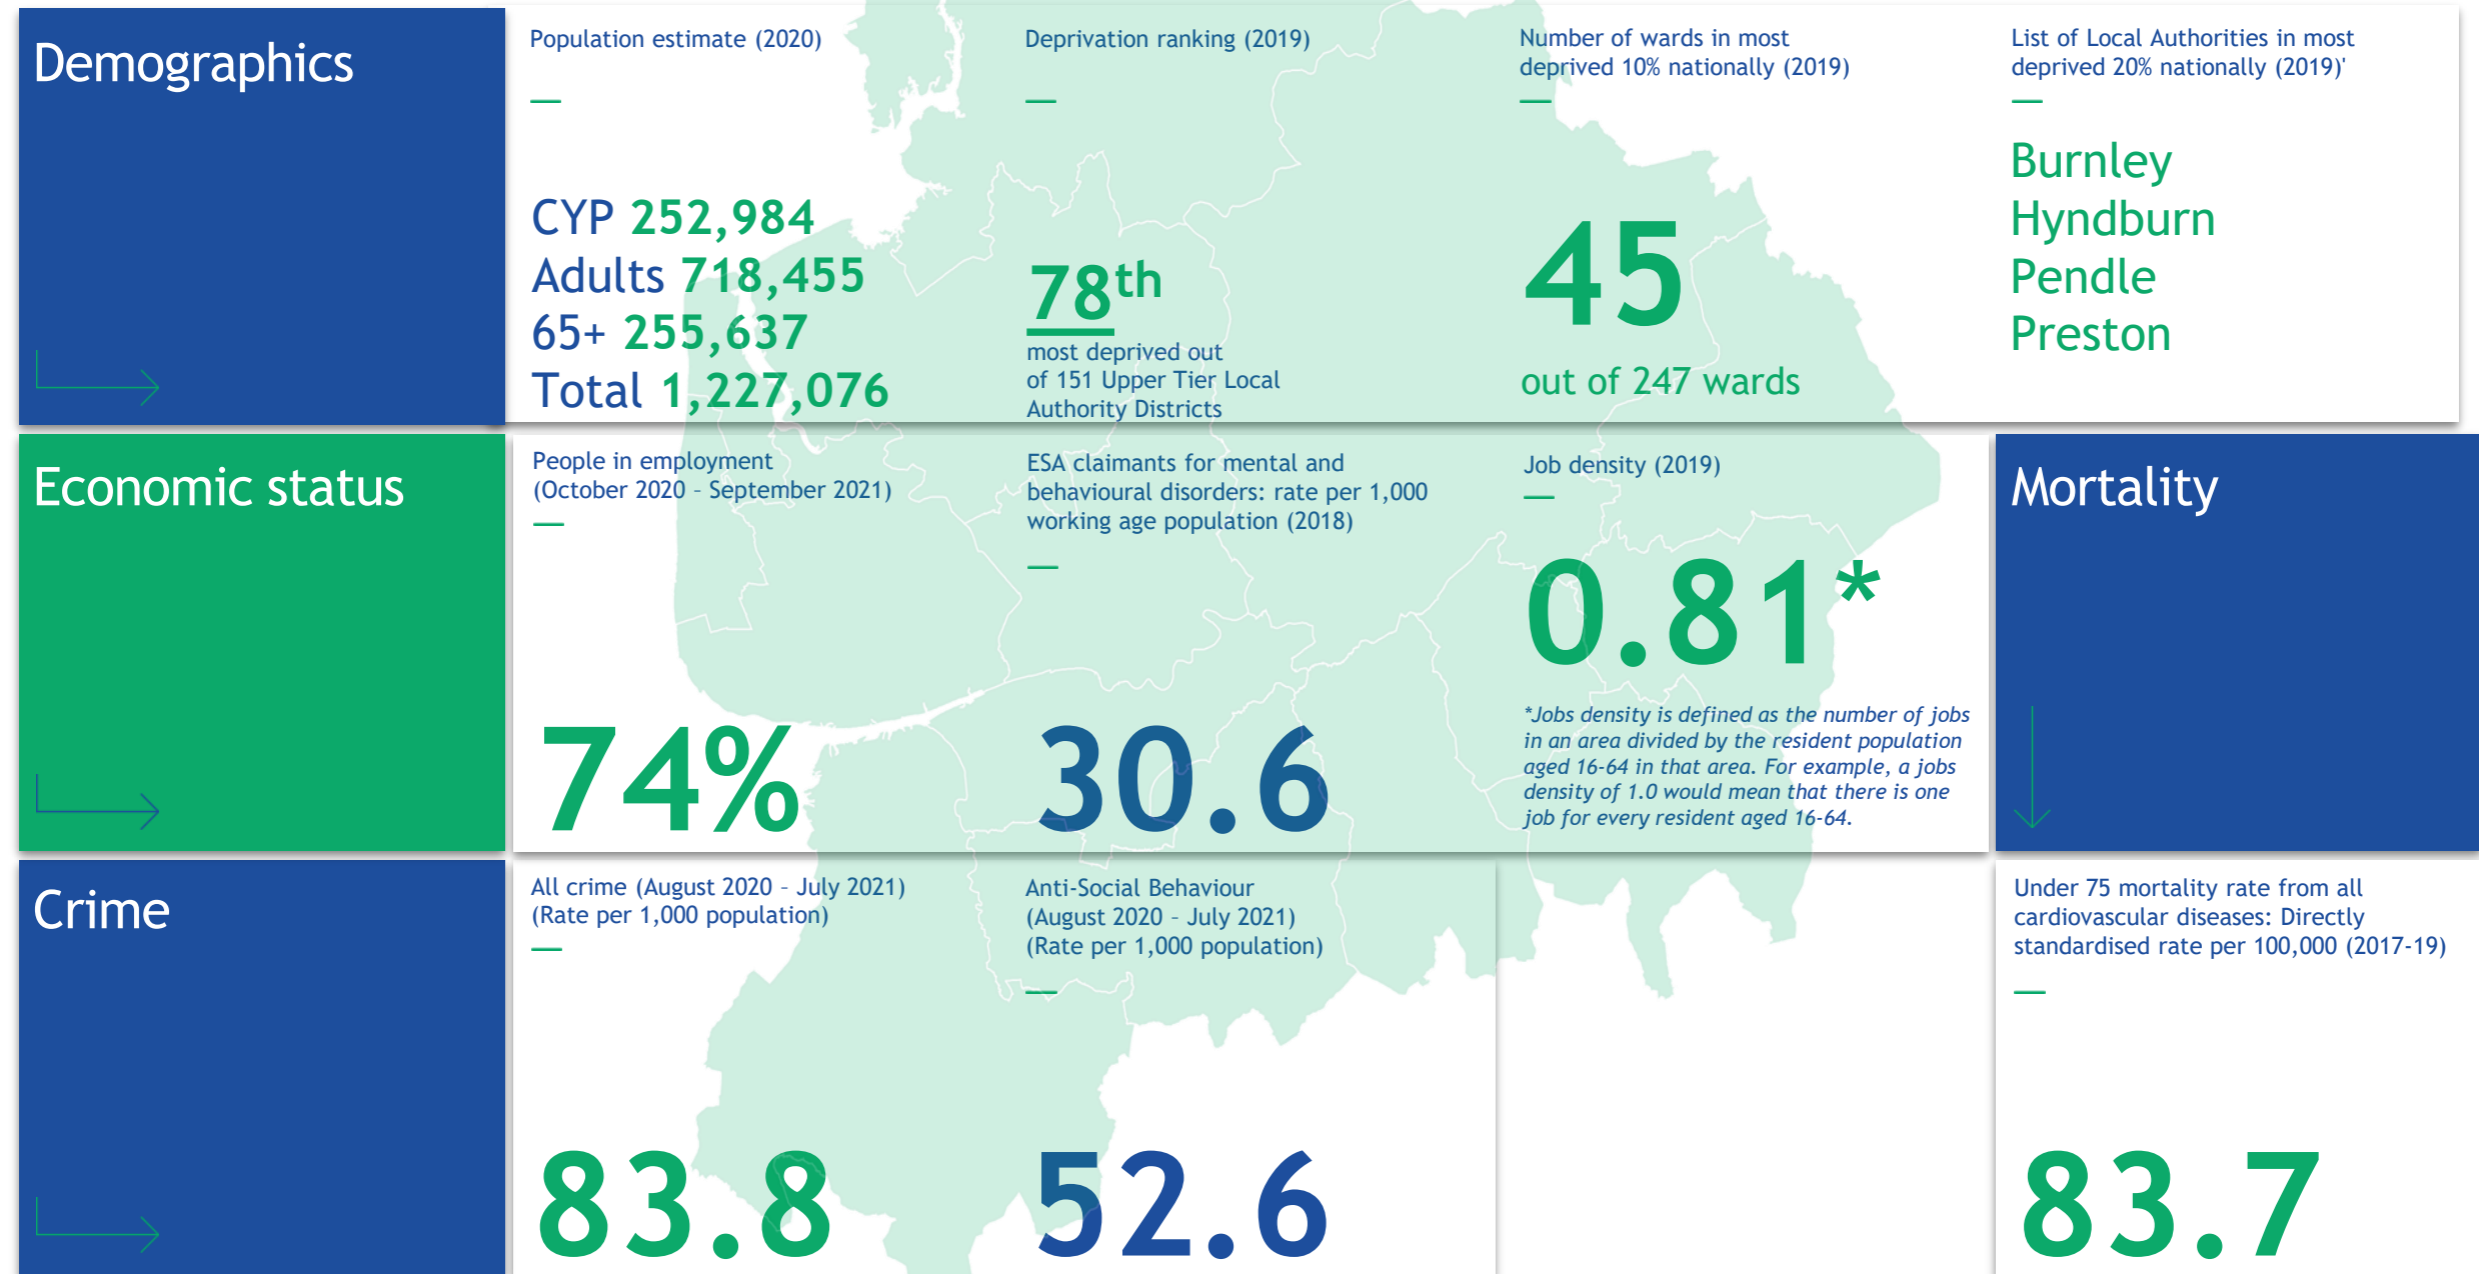 Demographics
Population estimate (2020)
CYP 252,984
Adults 718,455
65+ 255,637
Total 1,227,076
Deprivation ranking (2019)
78th
most deprived out
of 151 Upper Tier Local
Authority Districts
Number of wards in most
deprived 10% nationally (2019)
45
out of 247 wards
List of Local Authorities in most
deprived 20% nationally (2019)'
Burnley
Hyndburn
Pendle
Preston
Economic status
People in employment
(October 2020 – September 2021)
74%
ESA claimants for mental and
behavioural disorders: rate per 1,000
working age population (2018)
30.6
Job density (2019)
0.81*
*Jobs density is defined as the number of jobs
in an area divided by the resident population
aged 16-64 in that area. For example, a jobs
density of 1.0 would mean that there is one
job for every resident aged 16-64.
Mortality
Under 75 mortality rate from all
cardiovascular diseases: Directly
standardised rate per 100,000 (2017-19)
83.7
Crime
All crime (August 2020 – July 2021)
(Rate per 1,000 population)
83.8
Anti-Social Behaviour
(August 2020 – July 2021)
(Rate per 1,000 population)
52.6